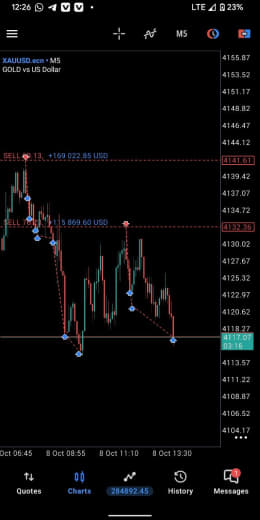 12:26
LTE 23%
M5
XAUUSD.ecn • M5
GOLD vs US Dollar
4155.87
4153.52
4151.17
4148.82
4146.47
4144.12
SELL
+169 022.85 USD
4141.61
4139.42
4137.07
4134.72
SELL
869.60 USD
4132.36
4130.02
4127.67
4125.32
4122.97
4120.62
4118.27
4117.07
03:16
4113.57
4111.22
4108.87
4106.52
4104.17
Oct 06:45
8 Oct 08:55
8 Oct 11:10
8 Oct 13:30
Quotes
Charts
284892.45
History
Messages